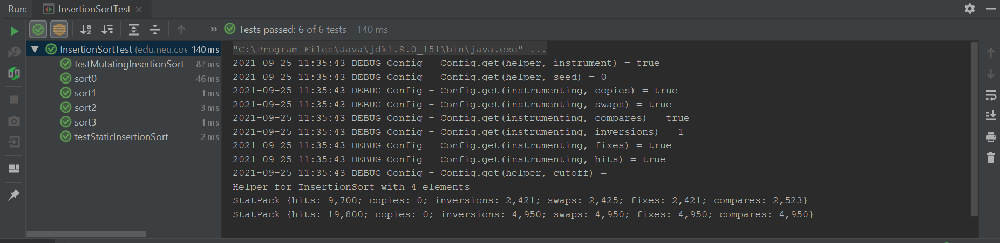 Run: InsertionSortTest
Tests passed: 6 of 6 tests – 140 ms
InsertionSortTest (edu.neu.coe 140 ms
testMutatingInsertionSort 87 ms
sort0 46 ms
sort1 1 ms
sort2 3 ms
sort3 1 ms
testStaticInsertionSort 2 ms
"C:\Program Files\Java\jdk1.8.0_151\bin\java.exe" ...
2021-09-25 11:35:43 DEBUG Config - Config.get(helper, instrument) = true
2021-09-25 11:35:43 DEBUG Config - Config.get(helper, seed) = 0
2021-09-25 11:35:43 DEBUG Config - Config.get(instrumenting, copies) = true
2021-09-25 11:35:43 DEBUG Config - Config.get(instrumenting, swaps) = true
2021-09-25 11:35:43 DEBUG Config - Config.get(instrumenting, compares) = true
2021-09-25 11:35:43 DEBUG Config - Config.get(instrumenting, inversions) = 1
2021-09-25 11:35:43 DEBUG Config - Config.get(instrumenting, fixes) = true
2021-09-25 11:35:43 DEBUG Config - Config.get(instrumenting, hits) = true
2021-09-25 11:35:43 DEBUG Config - Config.get(helper, cutoff) =
Helper for InsertionSort with 4 elements
StatPack {hits: 9,700; copies: 0; inversions: 2,421; swaps: 2,425; fixes: 2,421; compares: 2,523}
StatPack {hits: 19,800; copies: 0; inversions: 4,950; swaps: 4,950; fixes: 4,950; compares: 4,950}